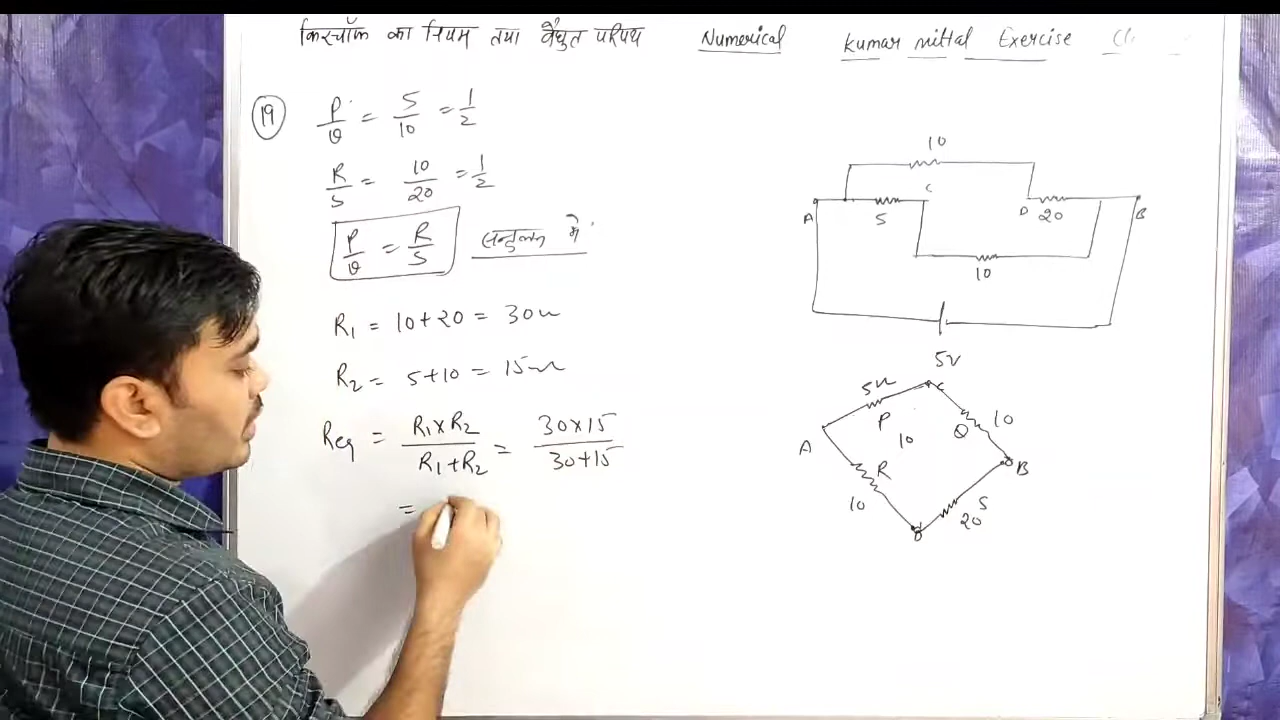 किरचॉफ का नियम तथा वैधुत परिपथ Numerical kumar mittal Exercise
19 P/Q = 5/10 = 1/2
R/S = 10/20 = 1/2
P/Q = R/S सन्तुलन में
R₁ = 10+20 = 30Ω
R₂ = 5+10 = 15Ω
Req = R₁×R₂/R₁+R₂ = 30×15/30+15
=
10
A 5 C D 20 B
10
5V
5Ω C
P Q 10
A 10 B
R
10 S
20
D